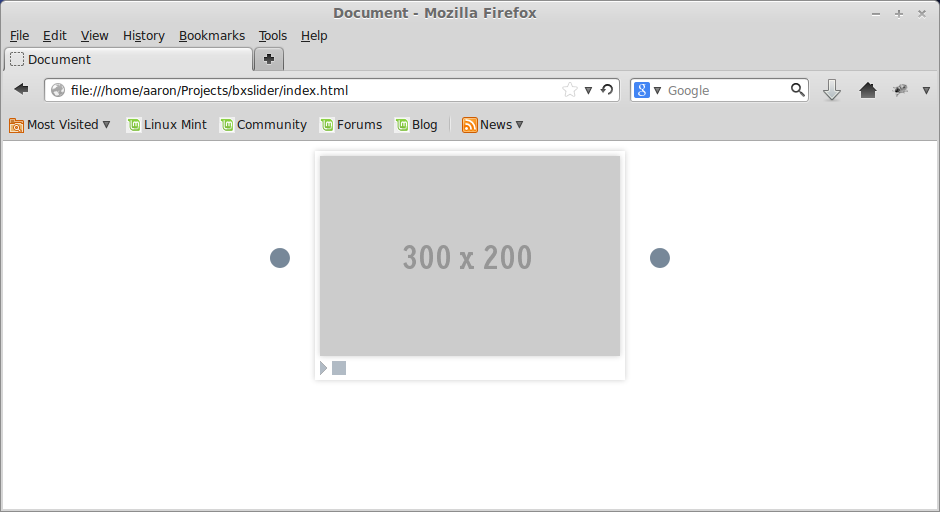 Document - Mozilla Firefox
File Edit View History Bookmarks Tools Help
Document
file:///home/aaron/Projects/bxslider/index.html Google
Most Visited Linux Mint Community Forums Blog News
300 x 200